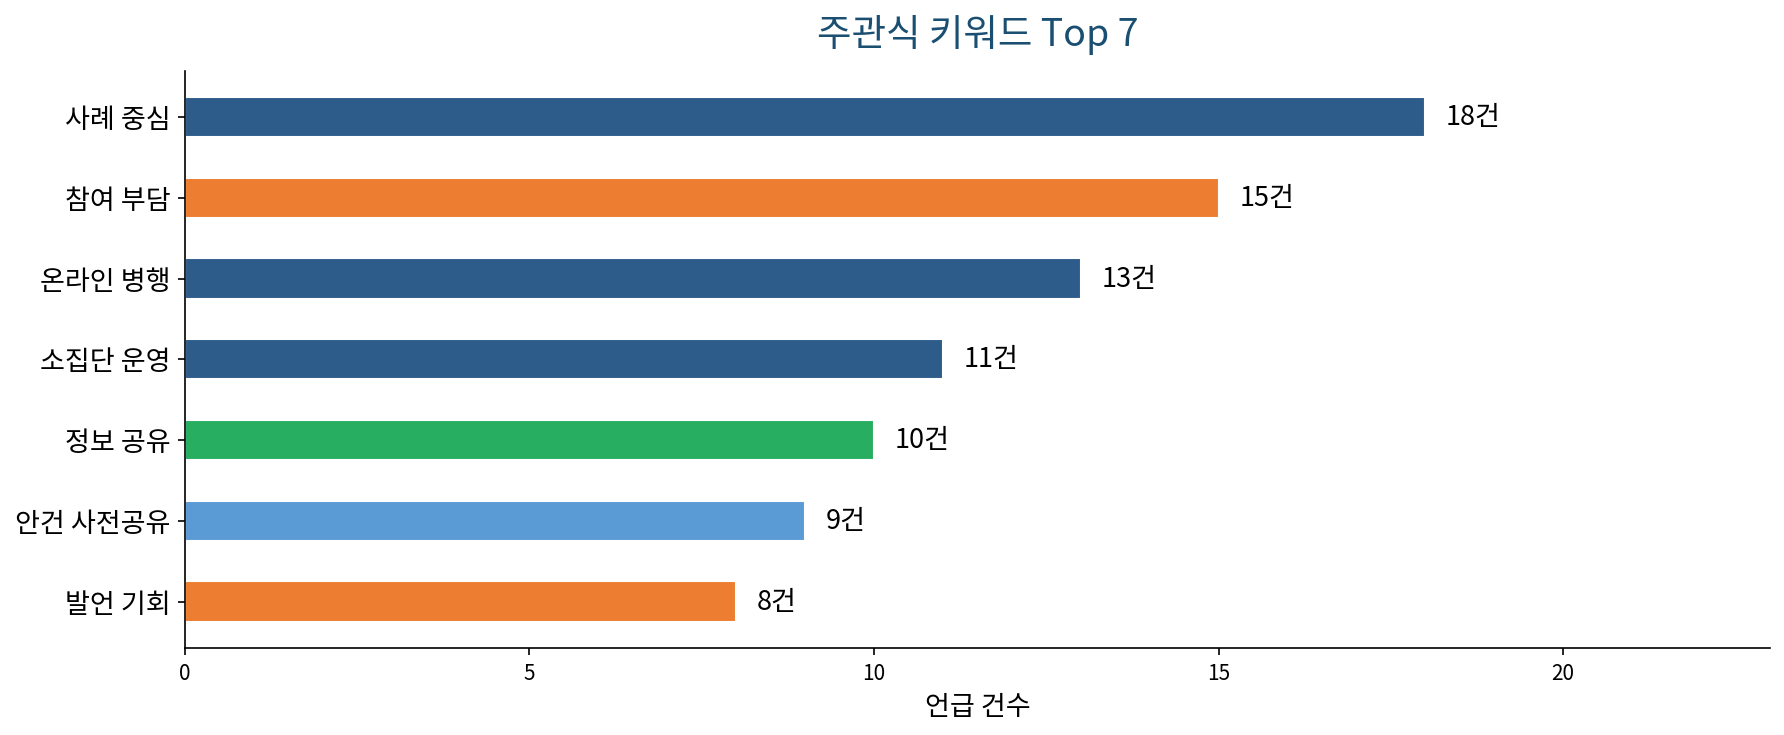 주관식 키워드 Top 7
사례 중심 18건
참여 부담 15건
온라인 병행 13건
소집단 운영 11건
정보 공유 10건
안건 사전공유 9건
발언 기회 8건
0 5 10 15 20
언급 건수